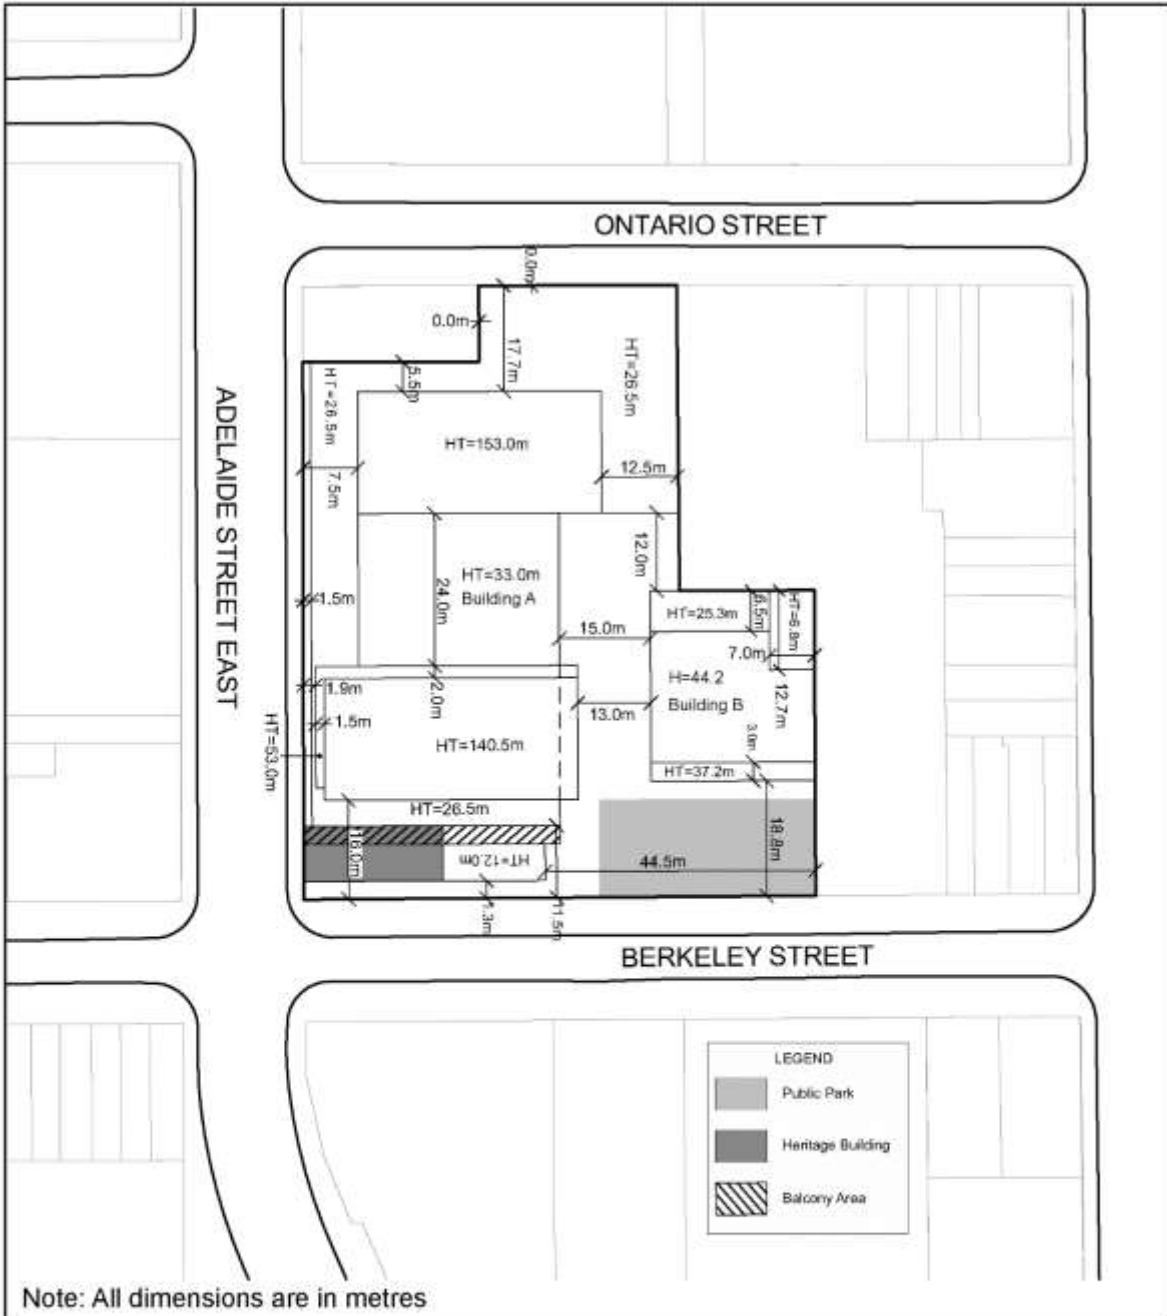 ONTARIO STREET
0.0m
0.0m
17.7m
HT=26.5m
5.5m
HT=26.5m
ADELAIDE STREET EAST
HT=153.0m
7.5m
12.5m
12.0m
24.0m
HT=33.0m
Building A
1.5m
HT=25.3m
6.5m
HT=6.8m
15.0m
7.0m
1.9m
2.0m
H=44.2
Building B
12.7m
13.0m
1.5m
HT=53.0m
HT=140.5m
3.0m
HT=37.2m
HT=26.5m
16.0m
HT=12.0m
44.5m
18.8m
1.3m
11.5m
BERKELEY STREET
LEGEND
Public Park
Heritage Building
Balcony Area
Note: All dimensions are in metres